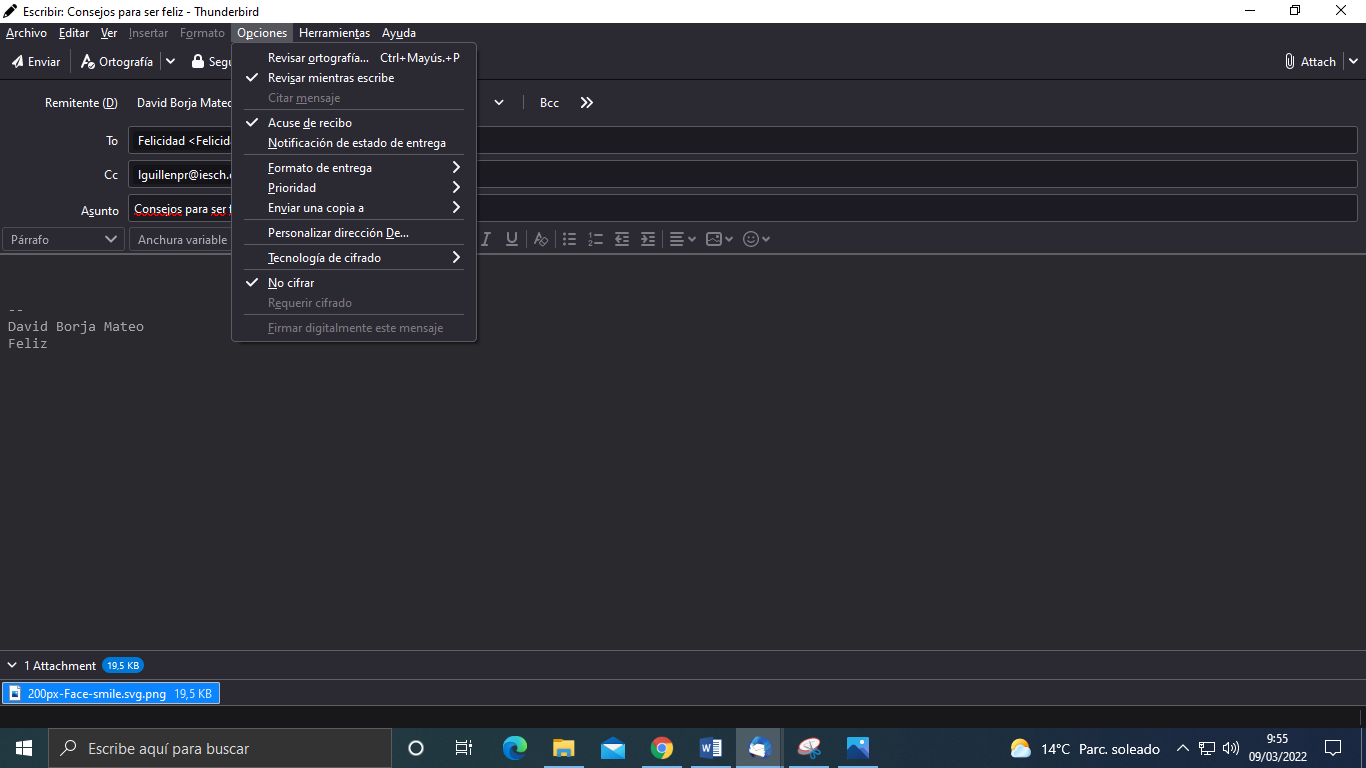 Escribir: Consejos para ser feliz - Thunderbird
Archivo Editar Ver Insertar Formato Opciones Herramientas Ayuda
Enviar Ortografía Segu Attach
Revisar ortografía... Ctrl+Mayús.+P
Revisar mientras escribe
Citar mensaje
Acuse de recibo
Notificación de estado de entrega
Formato de entrega
Prioridad
Enviar una copia a
Personalizar dirección De...
Tecnología de cifrado
No cifrar
Requerir cifrado
Firmar digitalmente este mensaje
Remitente (D) David Borja Mateo Bcc
To Felicidad <Felicida
Cc lguillenpr@iesch.
Asunto Consejos para ser
Párrafo Anchura variable
--
David Borja Mateo
Feliz
1 Attachment 19,5 KB
200px-Face-smile.svg.png 19,5 KB
Escribe aquí para buscar
14°C Parc. soleado
9:55
09/03/2022